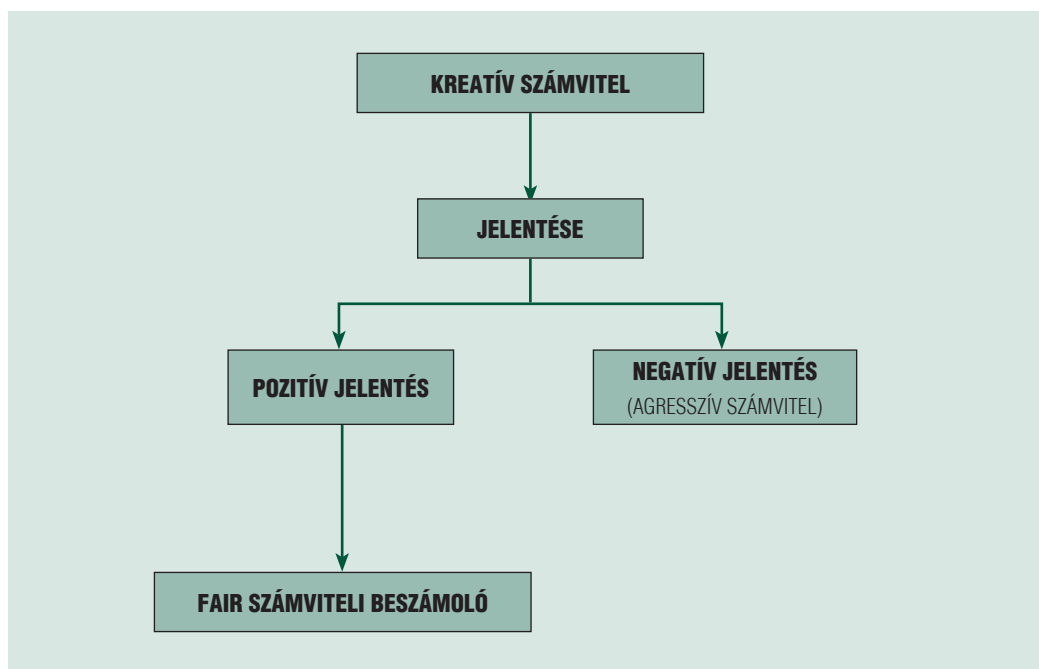 KREATÍV SZÁMVITEL
JELENTÉSE
POZITÍV JELENTÉS
NEGATÍV JELENTÉS
(AGRESSZÍV SZÁMVITEL)
FAIR SZÁMVITELI BESZÁMOLÓ